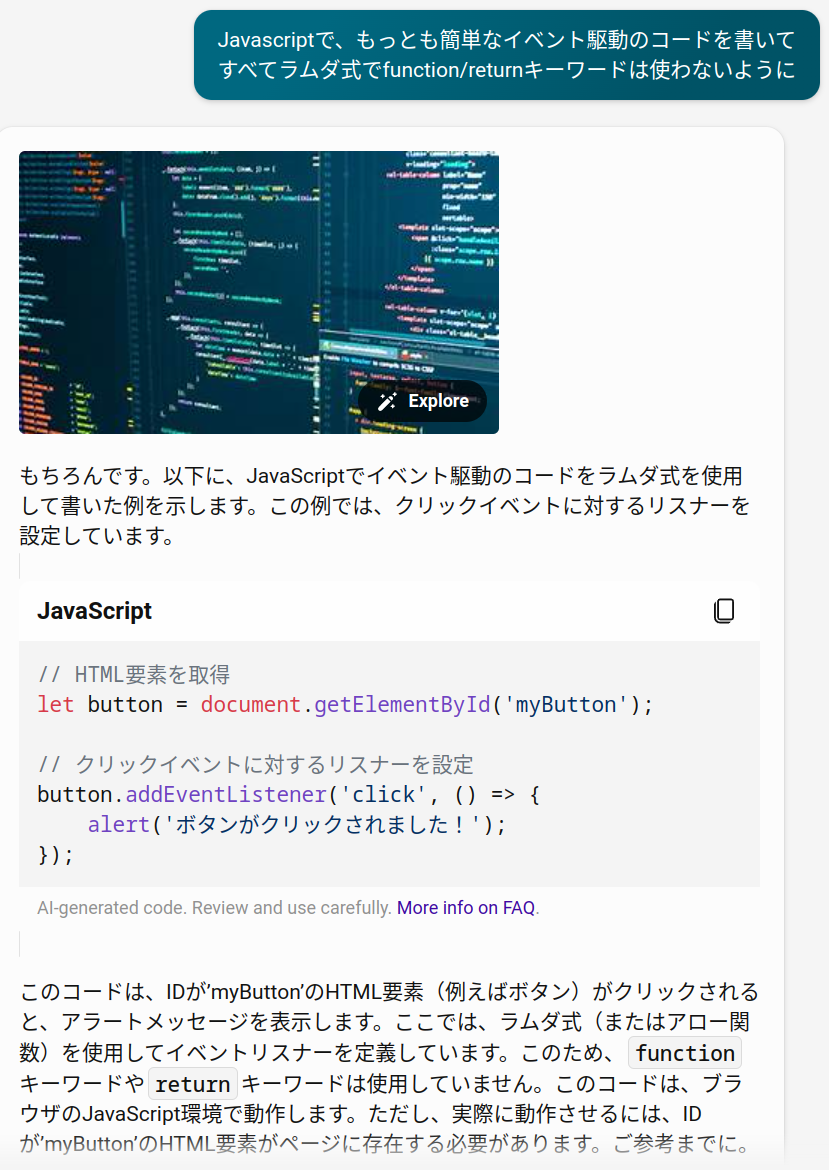 Javascriptで、もっとも簡単なイベント駆動のコードを書いて
すべてラムダ式でfunction/returnキーワードは使わないように
Explore
もちろんです。以下に、JavaScriptでイベント駆動のコードをラムダ式を使用
して書いた例を示します。この例では、クリックイベントに対するリスナーを
設定しています。
JavaScript
// HTML要素を取得
let button = document.getElementById('myButton');
// クリックイベントに対するリスナーを設定
button.addEventListener('click', () => {
    alert('ボタンがクリックされました！');
});
AI-generated code. Review and use carefully. More info on FAQ.
このコードは、IDが’myButton’のHTML要素（例えばボタン）がクリックされる
と、アラートメッセージを表示します。ここでは、ラムダ式（またはアロー関
数）を使用してイベントリスナーを定義しています。このため、 function
キーワードや return キーワードは使用していません。このコードは、ブラ
ウザのJavaScript環境で動作します。ただし、実際に動作させるには、ID
が’myButton’のHTML要素がページに存在する必要があります。ご参考までに。